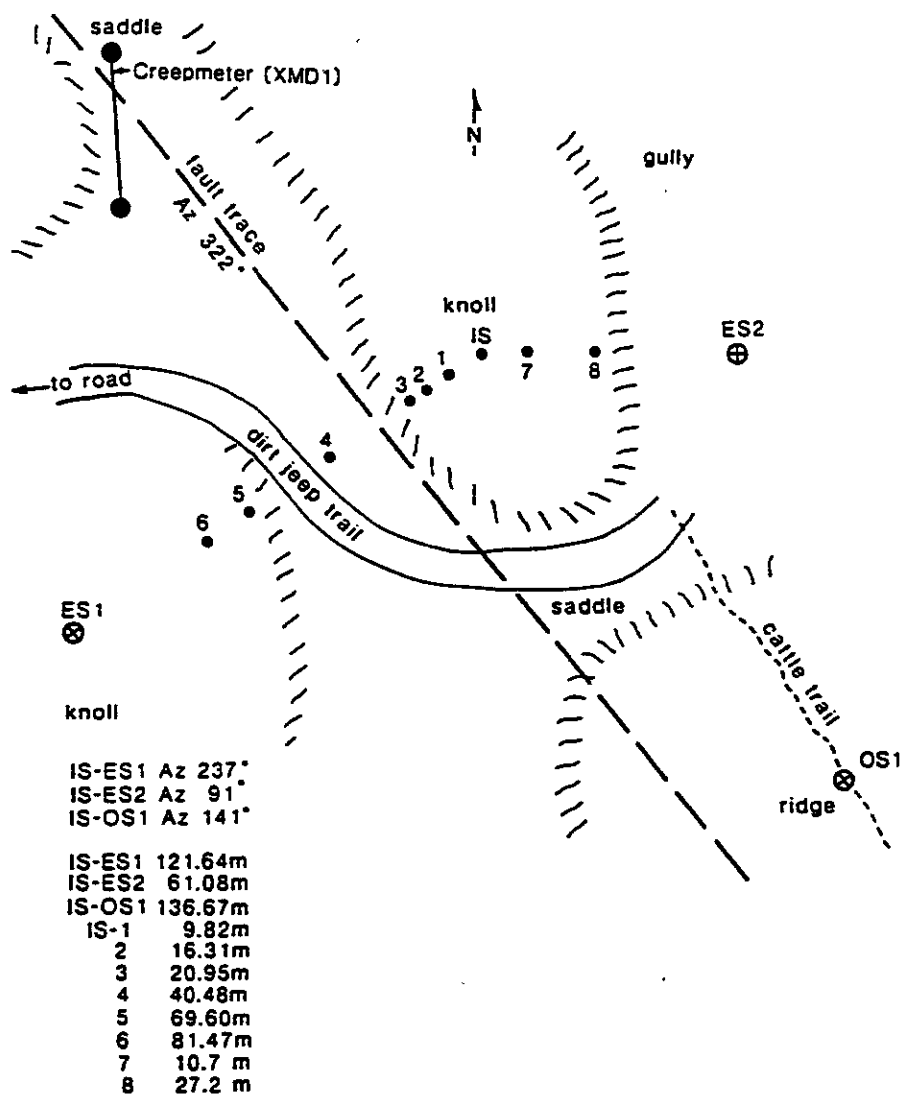 saddle
Creepmeter (XMD1)
N
gully
fault trace
Az 322°
knoll
IS
ES2
1
2
3
7
8
to road
4
dirt jeep trail
5
6
ES1
saddle
cattle trail
knoll
OS1
ridge
IS-ES1 Az 237°
IS-ES2 Az 91°
IS-OS1 Az 141°
IS-ES1 121.64m
IS-ES2 61.08m
IS-OS1 136.67m
IS-1 9.82m
2 16.31m
3 20.95m
4 40.48m
5 69.60m
6 81.47m
7 10.7 m
8 27.2 m